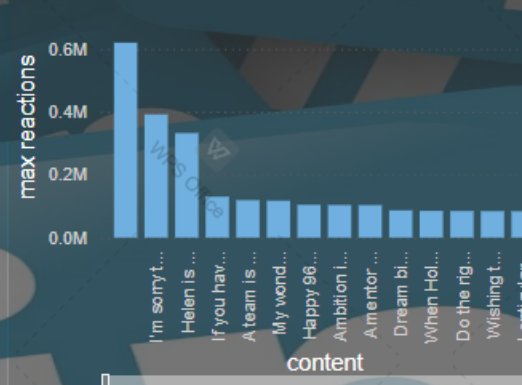 max reactions
0.6M
0.4M
0.2M
0.0M
WPS Office
I'm sorry t...
Helen is ...
If you hav...
A team is ...
My wond...
Happy 96...
Ambition i...
A mentor ...
Dream bi...
When Hol...
Do the rig...
Wishing t...
content